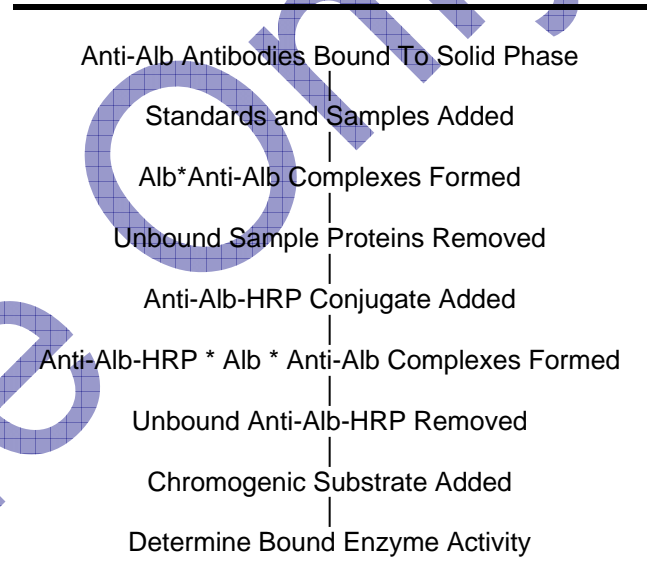 Anti-Alb Antibodies Bound To Solid Phase
Standards and Samples Added
Alb*Anti-Alb Complexes Formed
Unbound Sample Proteins Removed
Anti-Alb-HRP Conjugate Added
Anti-Alb-HRP * Alb * Anti-Alb Complexes Formed
Unbound Anti-Alb-HRP Removed
Chromogenic Substrate Added
Determine Bound Enzyme Activity